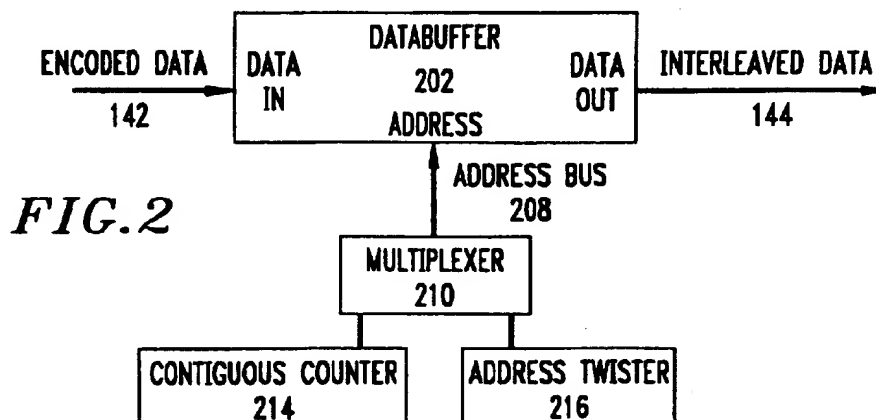 DATABUFFER
ENCODED DATA
DATA IN
202
DATA OUT
INTERLEAVED DATA
142
ADDRESS
144
ADDRESS BUS
208
FIG.2
MULTIPLEXER
210
CONTIGUOUS COUNTER
214
ADDRESS TWISTER
216